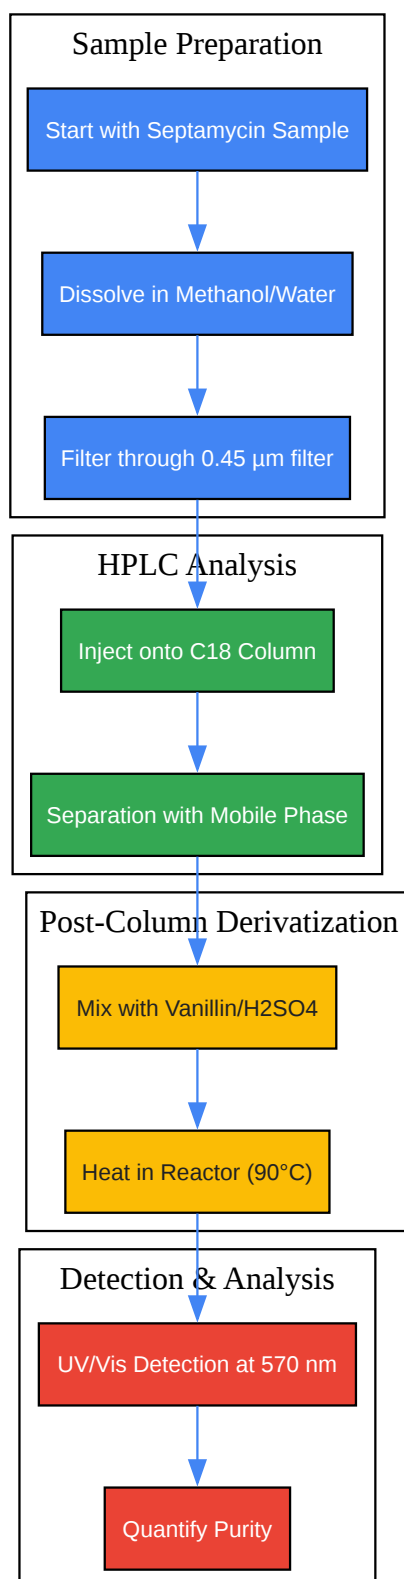 Sample Preparation
Start with Septamycin Sample
Dissolve in Methanol/Water
Filter through 0.45 µm filter
HPLC Analysis
Inject onto C18 Column
Separation with Mobile Phase
Post-Column Derivatization
Mix with Vanillin/H2SO4
Heat in Reactor (90°C)
Detection & Analysis
UV/Vis Detection at 570 nm
Quantify Purity